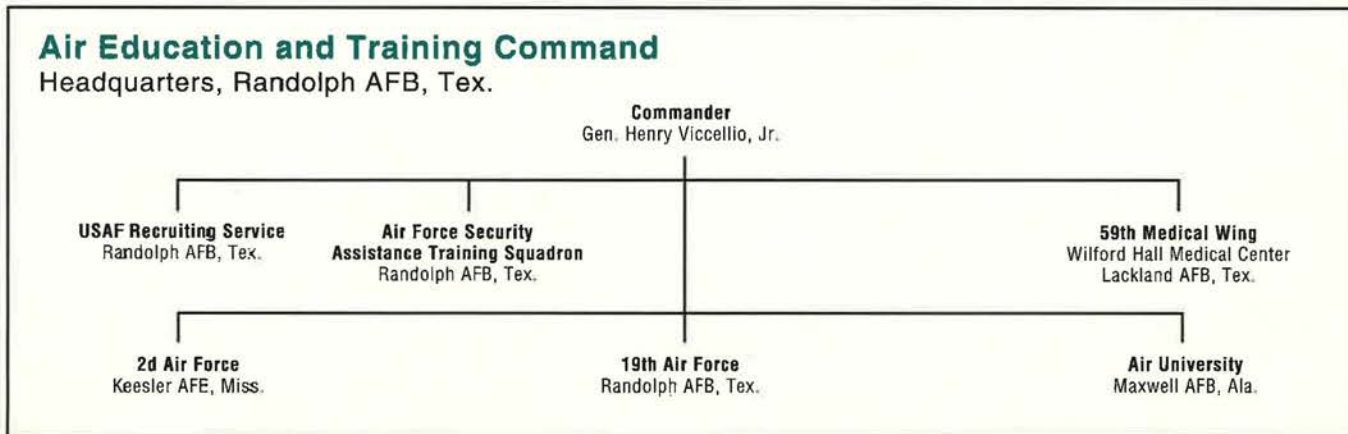 Air Education and Training Command
Headquarters, Randolph AFB, Tex.
Commander
Gen. Henry Viccellio, Jr.
USAF Recruiting Service
Randolph AFB, Tex.
Air Force Security
Assistance Training Squadron
Randolph AFB, Tex.
59th Medical Wing
Wilford Hall Medical Center
Lackland AFB, Tex.
2d Air Force
Keesler AFE, Miss.
19th Air Force
Randolph AFB, Tex.
Air University
Maxwell AFB, Ala.